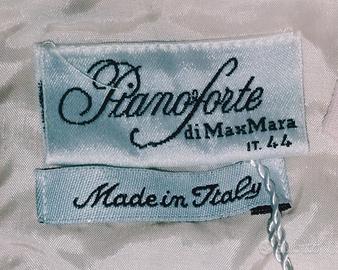 Pianoforte
di MaxMara
IT. 44
Made in Italy